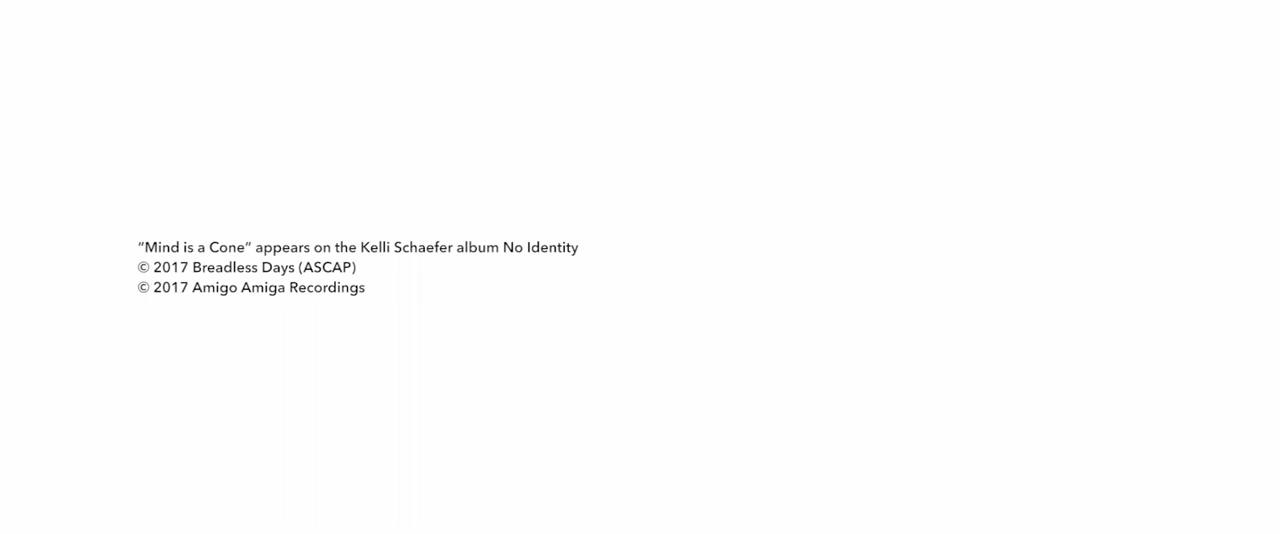 “Mind is a Cone” appears on the Kelli Schaefer album No Identity
© 2017 Breadless Days (ASCAP)
© 2017 Amigo Amiga Recordings